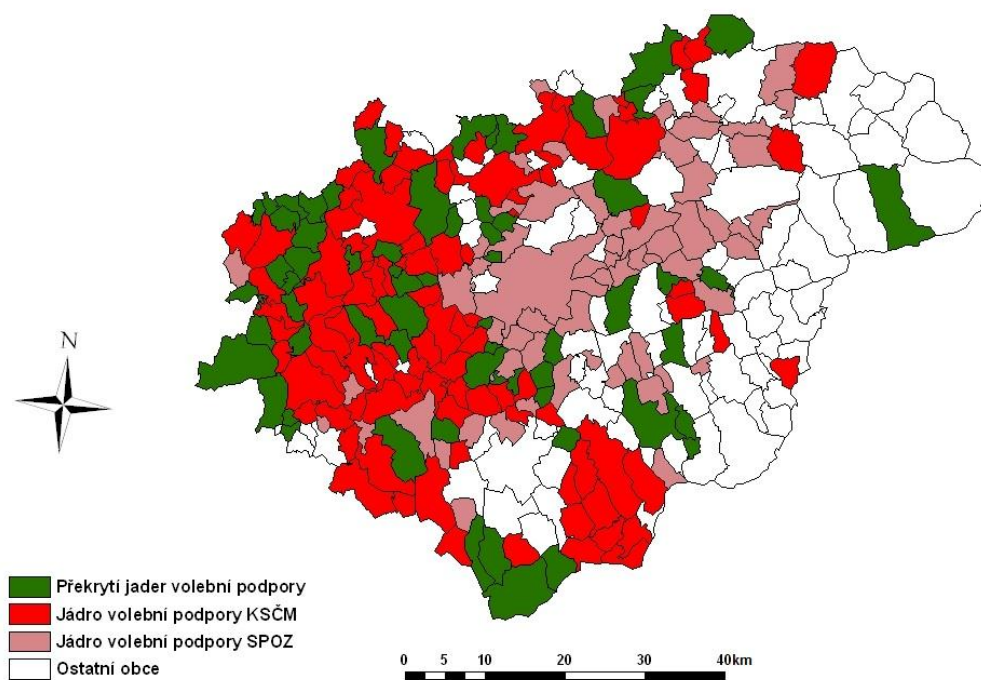 N
Překrytí jader volební podpory
Jádro volební podpory KSČM
Jádro volební podpory SPOZ
Ostatní obce
0 5 10 20 30 40km